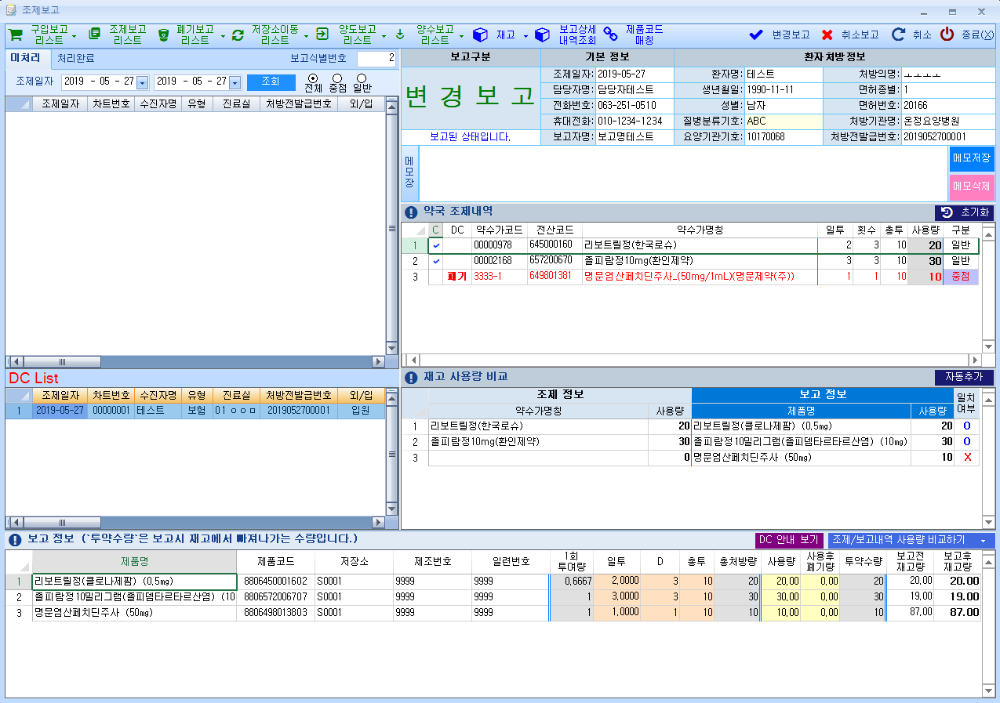 조제보고
구입보고 리스트 조제보고 리스트 폐기보고 리스트 저장소이동 리스트 양도보고 리스트 양수보고 리스트 재고 보고상세 내역조회 제품코드 매칭 변경보고 취소보고 취소 종료(X)
미처리 처리완료 보고식별번호 2
조제일자 2019 - 05 - 27 2019 - 05 - 27 조회 전체 중점 일반
조제일자 차트번호 수진자명 유형 진료실 처방전발급번호 외/입
보고구분 기본 정보 환자 처방 정보
변 경 보 고
보고된 상태입니다.
조제일자: 2019-05-27 환자명: 테스트 처방의명: ㅗㅗㅗㅗ
담당자명: 담당자테스트 생년월일: 1990-11-11 면허종별: 1
전화번호: 063-251-0510 성별: 남자 면허번호: 20166
휴대전화: 010-1234-1234 질병분류기호: ABC 처방기관명: 온정요양병원
보고자명: 보고명테스트 요양기관기호: 10170068 처방전발급번호: 2019052700001
메모장 메모저장
메모삭제
약국 조제내역 초기화
C DC 약수가코드 전산코드 약수가명칭 일투 횟수 총투 사용량 구분
1 00000978 645000160 리보트릴정(한국로슈) 2 3 10 20 일반
2 00002168 657200670 졸피람정10mg(환인제약) 3 3 10 30 일반
3 폐기 3333-1 649801381 명문염산페치딘주사_(50mg/1mL)(명문제약(주)) 1 1 10 10 중점
DC List
조제일자 차트번호 수진자명 유형 진료실 처방전발급번호 외/입
1 2019-05-27 00000001 테스트 보험 01 ㅇㅇㅁ 2019052700001 입원
재고 사용량 비교 자동추가
조제 정보 보고 정보 일치 여부
약수가명칭 사용량 제품명 사용량
1 리보트릴정(한국로슈) 20 리보트릴정(클로나제팜) (0.5㎎) 20 O
2 졸피람정10mg(환인제약) 30 졸피람정10밀리그램(졸피뎀타르타르산염) (10㎎) 30 O
3 0 명문염산페치딘주사 (50㎎) 10 X
보고 정보 (`투약수량`은 보고시 재고에서 빠져나가는 수량입니다.) DC 안내 보기 조제/보고내역 사용량 비교하기
제품명 제품코드 저장소 제조번호 일련번호 1회 투여량 일투 D 총투 총처방량 사용량 사용후 폐기량 투약수량 보고전 재고량 보고후 재고량
1 리보트릴정(클로나제팜) (0.5㎎) 8806450001602 S0001 9999 9999 0.6667 2.0000 3 10 20 20.00 0.00 20 20.00 20.00
2 졸피람정10밀리그램(졸피뎀타르타르산염) (10 8806572006707 S0001 9999 9999 1 3.0000 3 10 30 30.00 0.00 30 19.00 19.00
3 명문염산페치딘주사 (50㎎) 8806498013803 S0001 9999 9999 1 1.0000 1 10 10 10.00 0.00 10 87.00 87.00